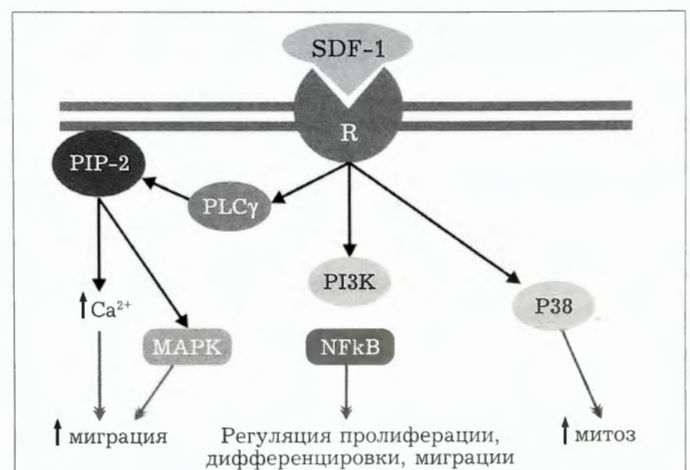 SDF-1
R
PIP-2
PLCγ
PI3K
P38
Ca²⁺
MAPK
NFkB
миграция
Регуляция пролиферации,
дифференцировки, миграции
митоз